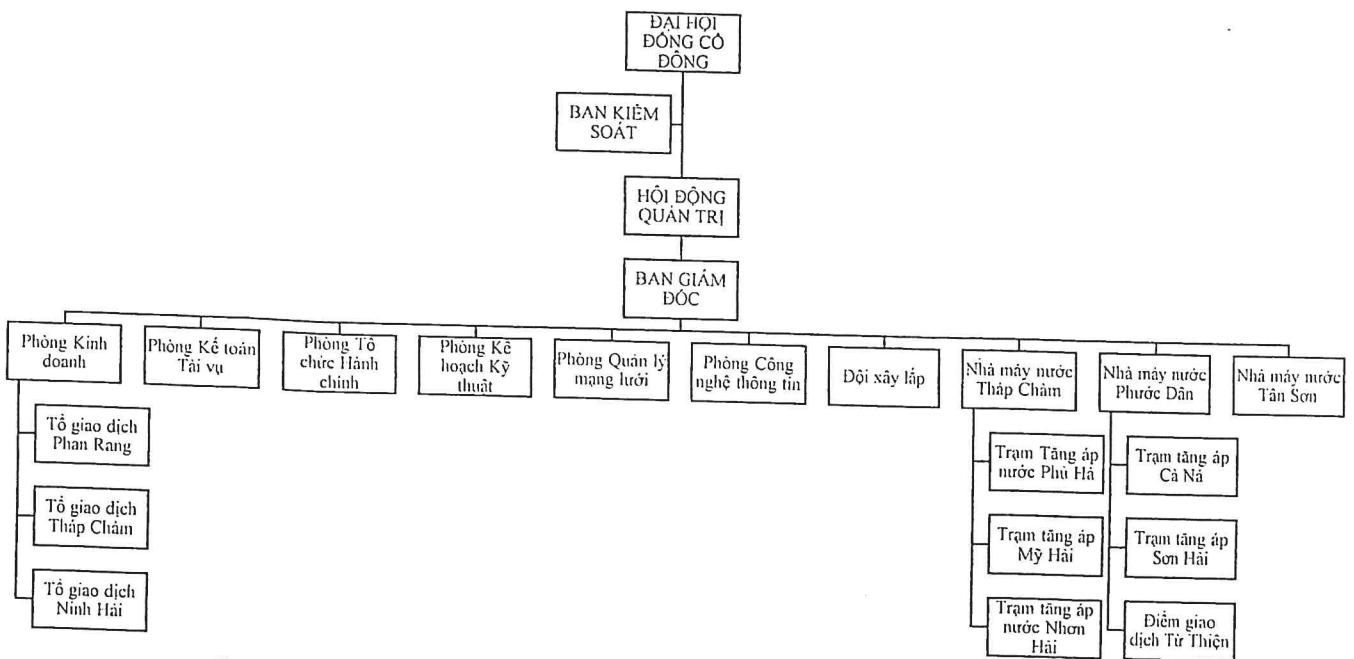 ĐẠI HỘI
ĐỒNG CỔ
ĐÔNG
BAN KIỂM
SOÁT
HỘI ĐỘNG
QUẢN TRỊ
BAN GIÁM
ĐỐC
Phòng Kinh
doanh
Phòng Kế toán
Tài vụ
Phòng Tổ
chức Hành
chính
Phòng Kế
hoạch Kỹ
thuật
Phòng Quản lý
mạng lưới
Phòng Công
nghệ thông tin
Đội xây lắp
Nhà máy nước
Tháp Chàm
Nhà máy nước
Phước Dân
Nhà máy nước
Tân Sơn
Tổ giao dịch
Phan Rang
Tổ giao dịch
Tháp Chàm
Tổ giao dịch
Ninh Hải
Trạm Tăng áp
nước Phủ Hà
Trạm tăng áp
Mỹ Hải
Trạm tăng áp
nước Nhơn
Hải
Trạm tăng áp
Cà Ná
Trạm tăng áp
Sơn Hải
Điểm giao
dịch Từ Thiện